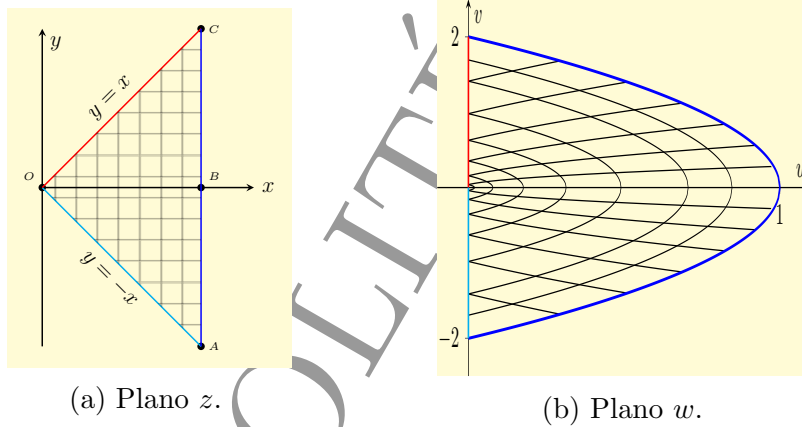 y
C
y = x
O
B
x
y = −x
A
(a) Plano z.
v
2
1
−2
(b) Plano w.